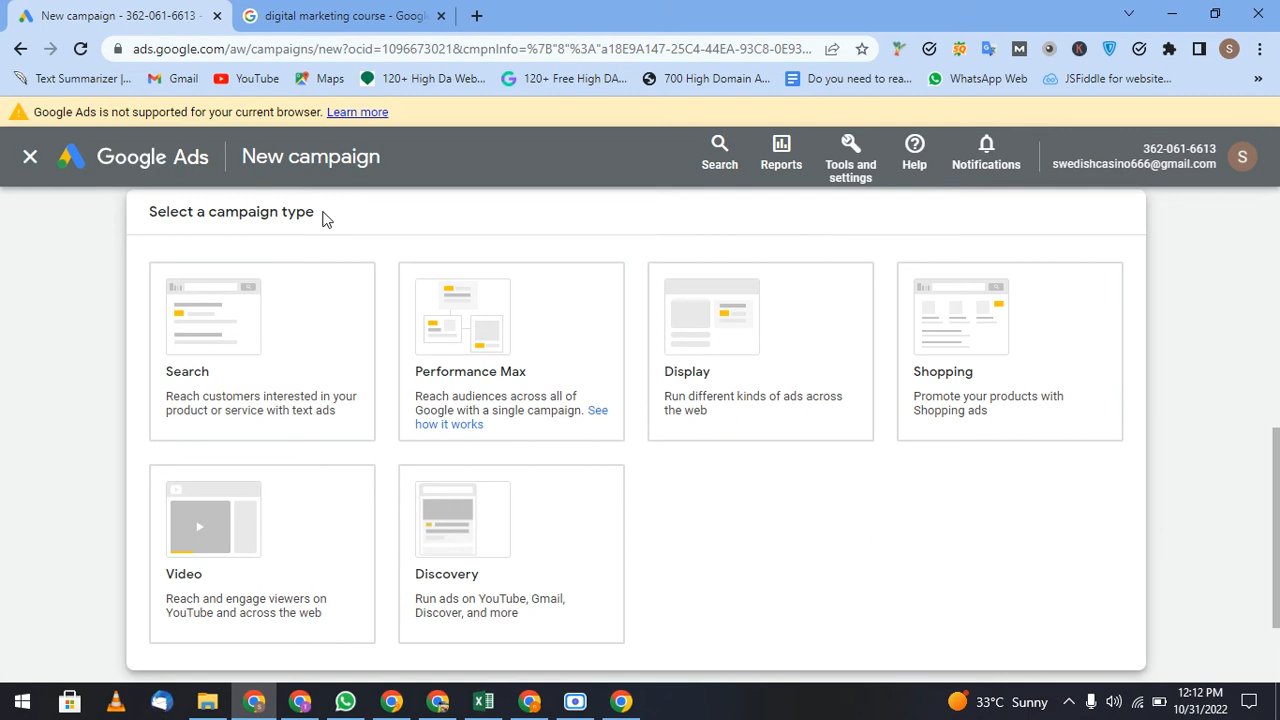 New campaign - 362-061-6613 -
digital marketing course - Googl
ads.google.com/aw/campaigns/new?ocid=1096673021&cmpnInfo=%7B"8"%3A"a18E9A147-25C4-44EA-93C8-0E93...
Text Summarizer |...
Gmail
YouTube
Maps
120+ High Da Web...
120+ Free High DA...
700 High Domain A...
Do you need to rea...
WhatsApp Web
JSFiddle for website...
Google Ads is not supported for your current browser. Learn more
Google Ads
New campaign
Search
Reports
Tools and
settings
Help
Notifications
362-061-6613
swedishcasino666@gmail.com
S
Select a campaign type
Search
Reach customers interested in your
product or service with text ads
Performance Max
Reach audiences across all of
Google with a single campaign. See
how it works
Display
Run different kinds of ads across
the web
Shopping
Promote your products with
Shopping ads
Video
Reach and engage viewers on
YouTube and across the web
Discovery
Run ads on YouTube, Gmail,
Discover, and more
33°C Sunny
12:12 PM
10/31/2022